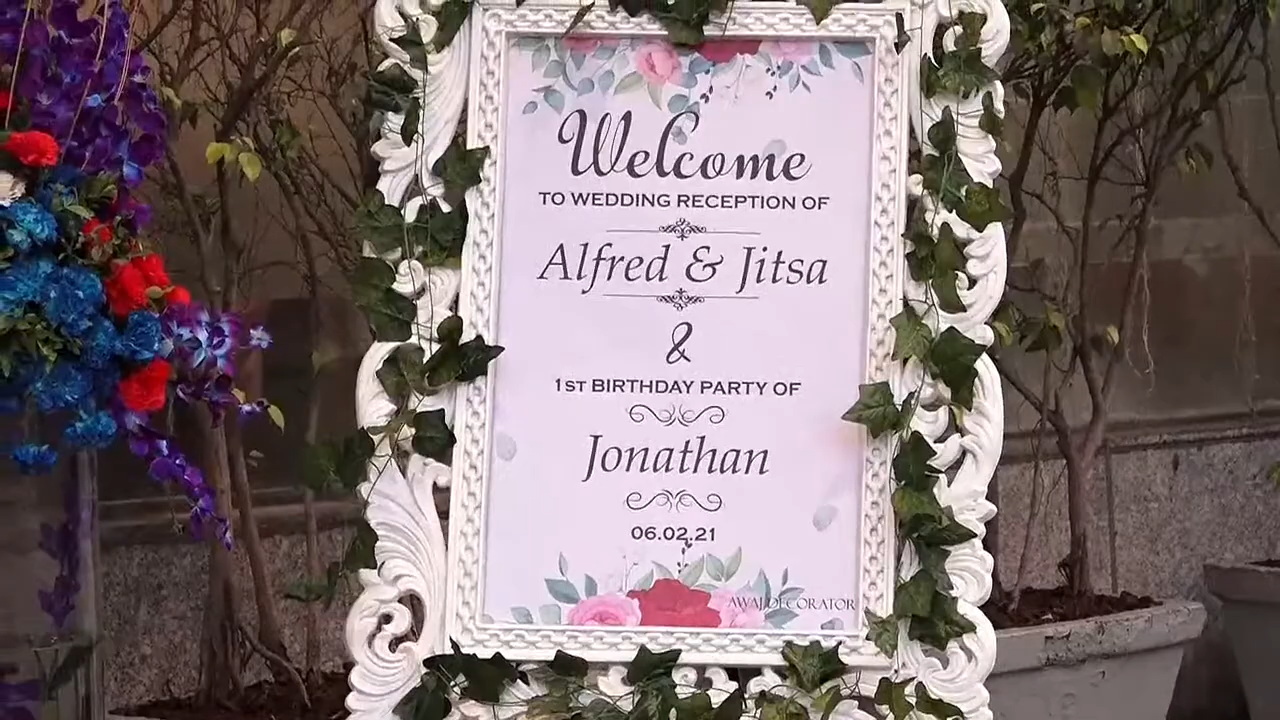 Welcome
TO WEDDING RECEPTION OF
Alfred & Jitsa
&
1ST BIRTHDAY PARTY OF
Jonathan
06.02.21
AWAJ DECORATOR